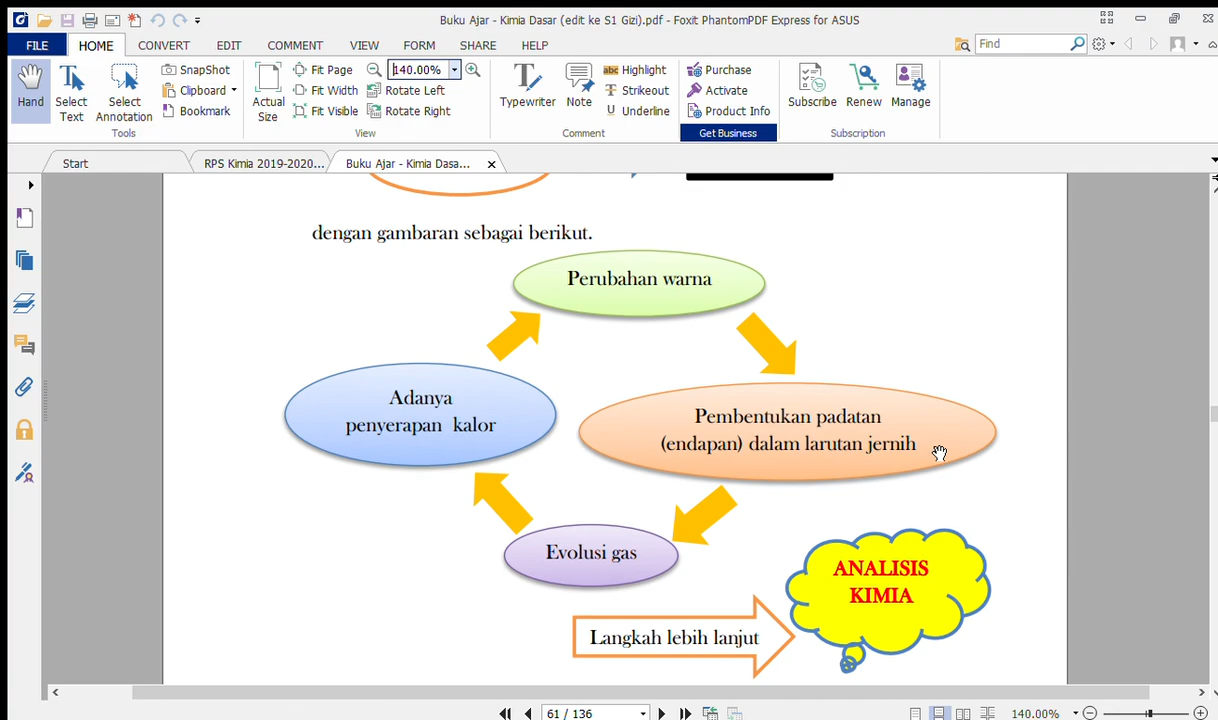 Buku Ajar - Kimia Dasar (edit ke S1 Gizi).pdf - Foxit PhantomPDF Express for ASUS
FILE HOME CONVERT EDIT COMMENT VIEW FORM SHARE HELP Find
Hand
Select Text
Select Annotation
SnapShot
Clipboard
Bookmark
Tools
Actual Size
Fit Page
Fit Width
Fit Visible
140.00%
Rotate Left
Rotate Right
View
Typewriter
Note
abc Highlight
T Strikeout
U Underline
Comment
Purchase
Activate
Product Info
Get Business
Subscribe
Renew
Manage
Subscription
Start
RPS Kimia 2019-2020...
Buku Ajar - Kimia Dasa...
dengan gambaran sebagai berikut.
Perubahan warna
Adanya
penyerapan kalor
Pembentukan padatan
(endapan) dalam larutan jernih
Evolusi gas
ANALISIS
KIMIA
Langkah lebih lanjut
61 / 136
140.00%